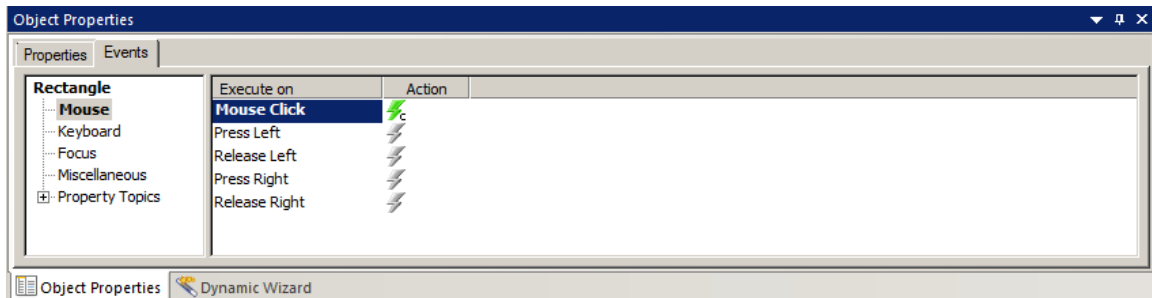 Object Properties
Properties Events
Rectangle
Mouse
Keyboard
Focus
Miscellaneous
Property Topics
Execute on Action
Mouse Click C
Press Left
Release Left
Press Right
Release Right
Object Properties Dynamic Wizard